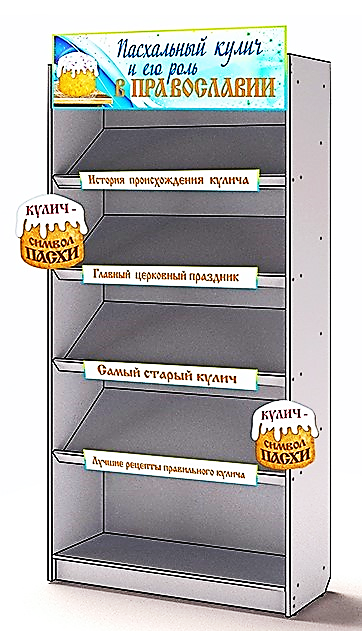 Пасхальный кулич
и его роль
в ПРАВОСЛАВИИ
История происхождения кулича
КУЛИЧ -
СИМВОЛ
ПАСХИ
Главный церковный праздник
Самый старый кулич
КУЛИЧ -
СИМВОЛ
ПАСХИ
Лучшие рецепты правильного кулича